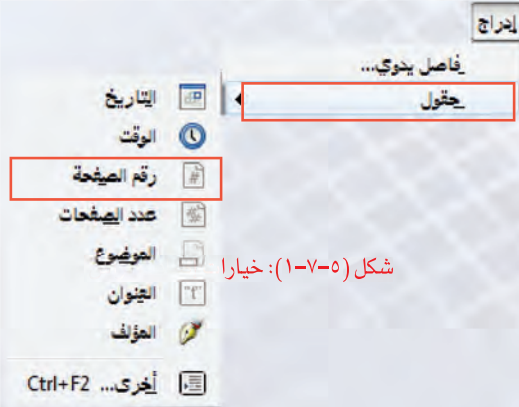 إدراج
فاصل يدوي...
حقول
التاريخ
الوقت
رقم الصفحة
عدد الصفحات
الموضوع
العنوان
المؤلف
أخرى... Ctrl+F2
شكل (٥-٧-١): خيارا